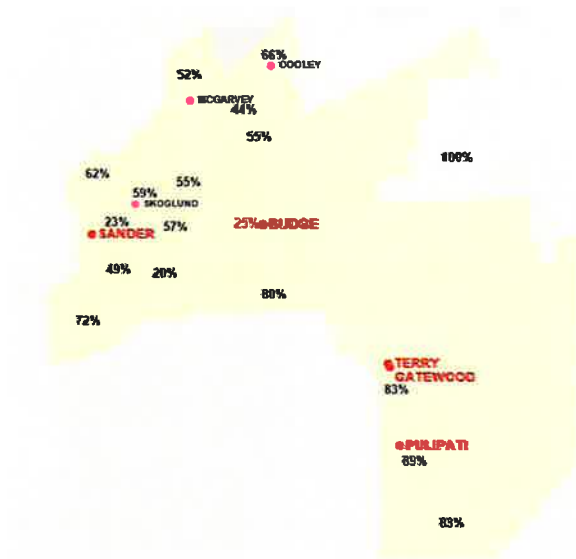 66%
COOLEY
52%
MCGARVEY
44%
55%
100%
62%
55%
59%
SKOGLUND
23%
57%
25%
BUDGE
SANDER
49%
20%
80%
72%
TERRY
GATEWOOD
83%
PULIPATI
89%
83%